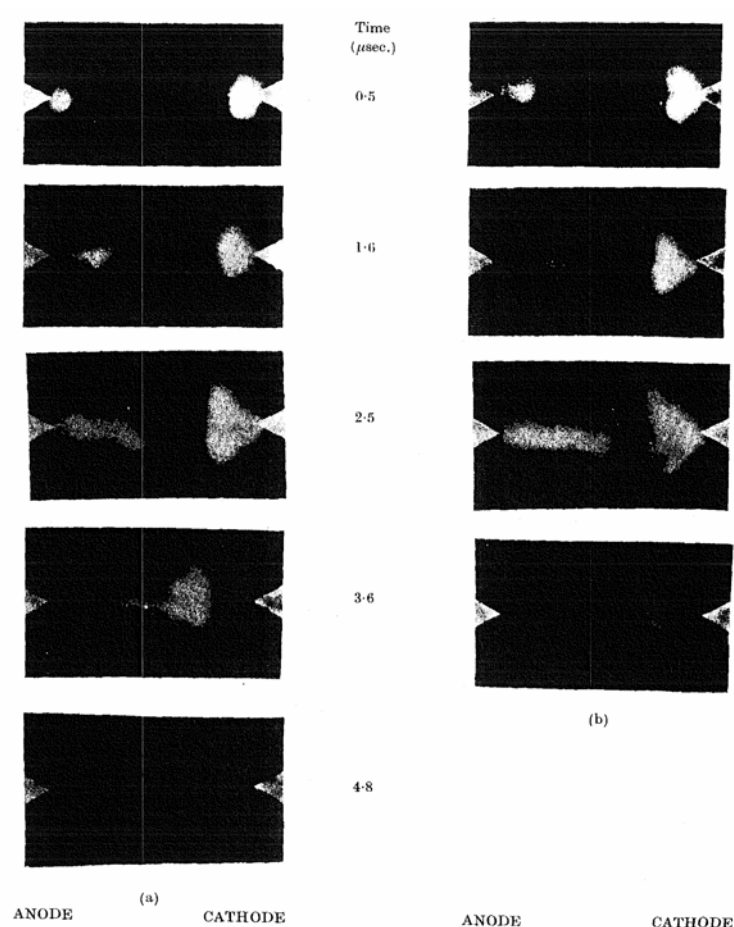 Time
(μsec.)
0·5
1·6
2·5
3·6
(b)
4·8
(a)
ANODE CATHODE ANODE CATHODE